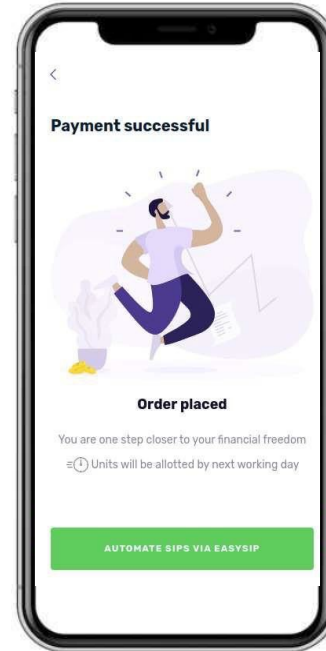 Payment successful
Order placed
You are one step closer to your financial freedom
Units will be allotted by next working day
AUTOMATE SIPS VIA EASYSIP